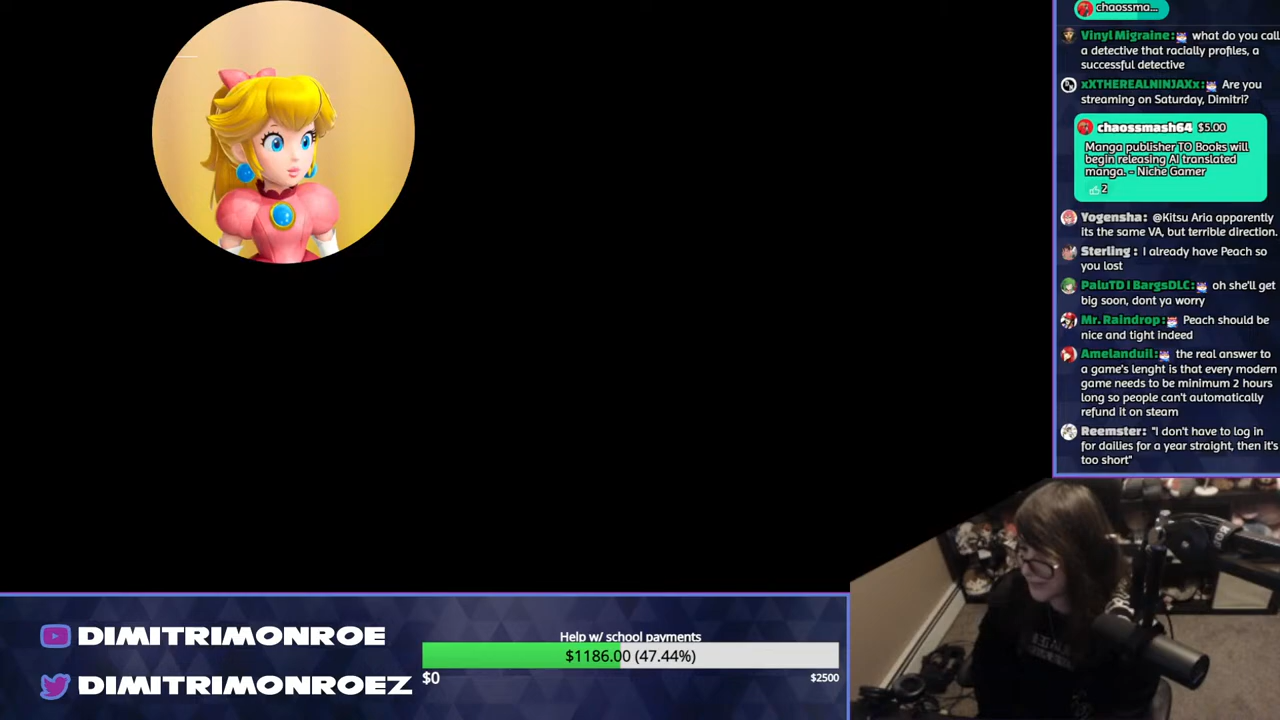 chaossma...
Vinyl Migraine: what do you call
a detective that racially profiles, a
successful detective
xXTHEREALNINJAXx: Are you
streaming on Saturday, Dimitri?
chaossmash64 $5.00
Manga publisher TO Books will
begin releasing AI translated
manga. - Niche Gamer
2
Yogensha: @Kitsu Aria apparently
its the same VA, but terrible direction.
Sterling : I already have Peach so
you lost
PaluTD | BargsDLC: oh she'll get
big soon, dont ya worry
Mr. Raindrop: Peach should be
nice and tight indeed
Amelanduil: the real answer to
a game's lenght is that every modern
game needs to be minimum 2 hours
long so people can't automatically
refund it on steam
Reemster: "I don't have to log in
for dailies for a year straight, then it's
too short"
DIMITRIMONROE
DIMITRIMONROEZ
Help w/ school payments
$1186.00 (47.44%)
$0
$2500